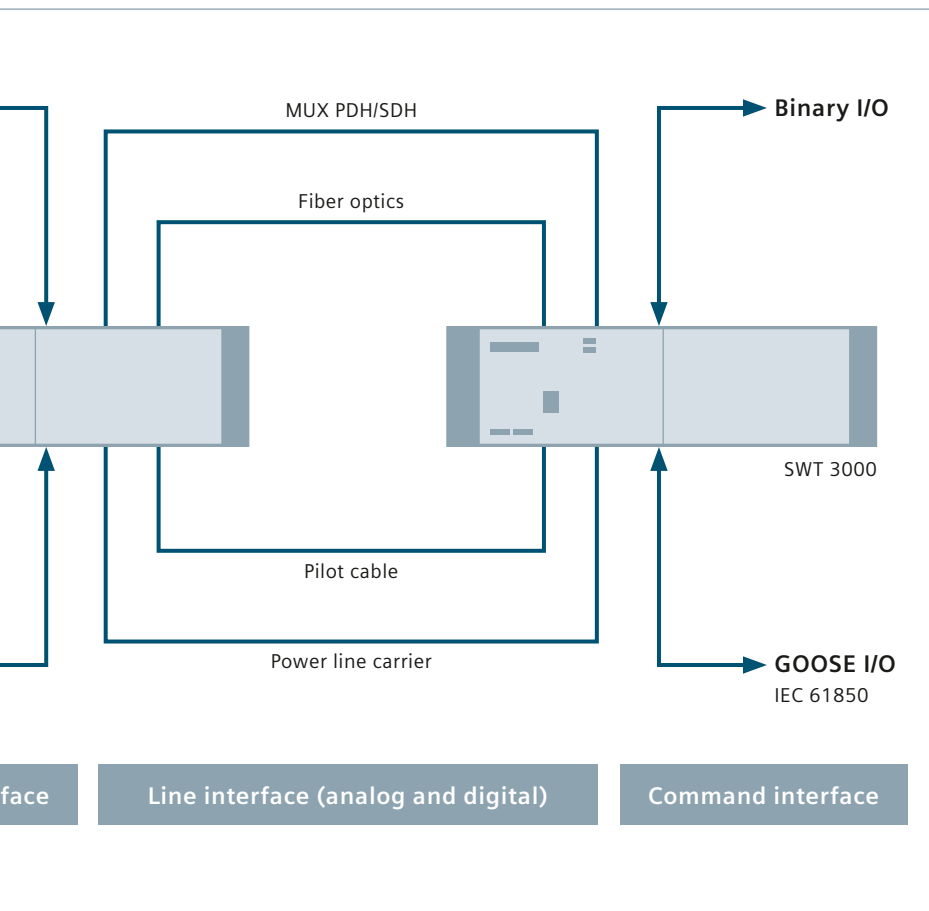 MUX PDH/SDH
Binary I/O
Fiber optics
SWT 3000
Pilot cable
Power line carrier
GOOSE I/O
IEC 61850
face
Line interface (analog and digital)
Command interface